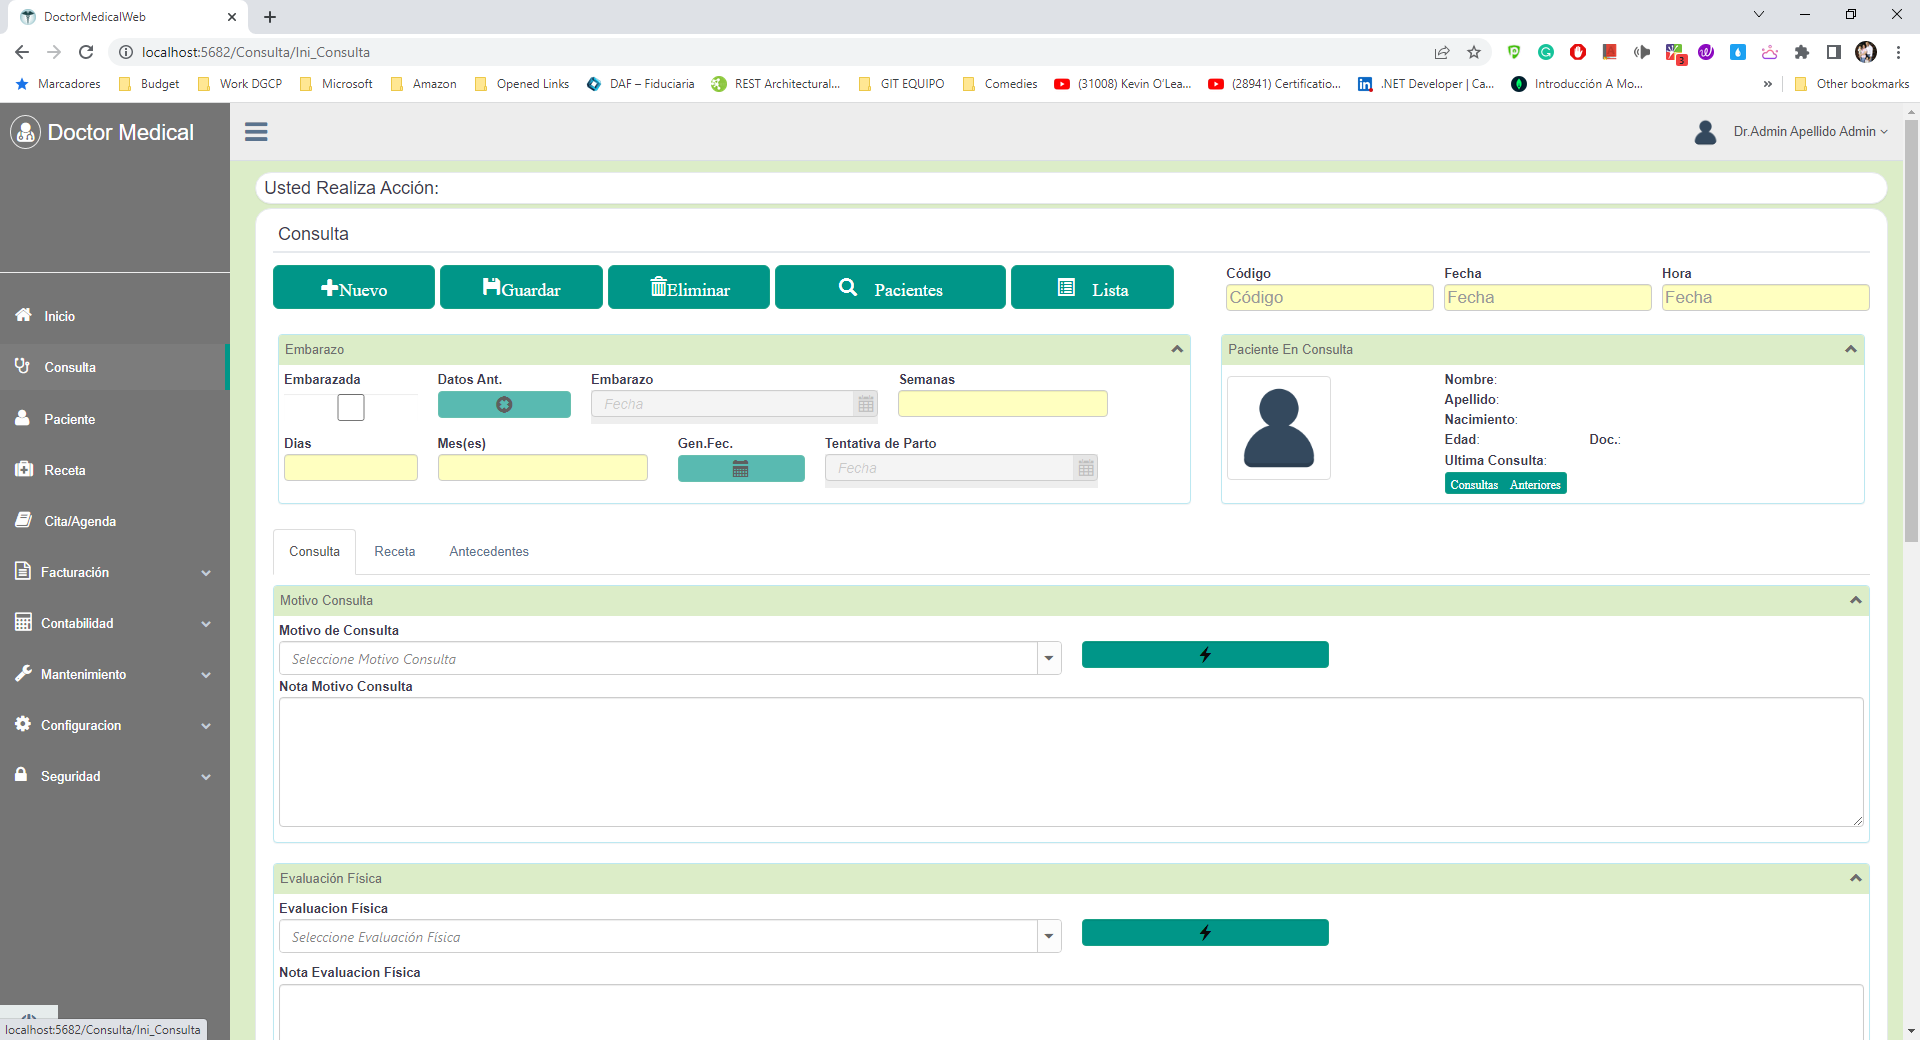 DoctorMedicalWeb
localhost:5682/Consulta/Ini_Consulta
3
Marcadores Budget Work DGCP Microsoft Amazon Opened Links DAF – Fiduciaria REST Architectural... GIT EQUIPO Comedies (31008) Kevin O'Lea... (28941) Certificatio... .NET Developer | Ca... Introducción A Mo... » Other bookmarks
Doctor Medical
Dr.Admin Apellido Admin
Usted Realiza Acción:
Consulta
Nuevo Guardar Eliminar Pacientes Lista
Código Fecha Hora
Código Fecha Fecha
Inicio
Consulta
Paciente
Receta
Cita/Agenda
Facturación
Contabilidad
Mantenimiento
Configuracion
Seguridad
Embarazo
Embarazada Datos Ant. Embarazo Semanas
Fecha
Dias Mes(es) Gen.Fec. Tentativa de Parto
Fecha
Paciente En Consulta
Nombre:
Apellido:
Nacimiento:
Edad: Doc.:
Ultima Consulta:
Consultas Anteriores
Consulta Receta Antecedentes
Motivo Consulta
Motivo de Consulta
Seleccione Motivo Consulta
Nota Motivo Consulta
Evaluación Física
Evaluacion Física
Seleccione Evaluación Física
Nota Evaluacion Física
localhost:5682/Consulta/Ini_Consulta